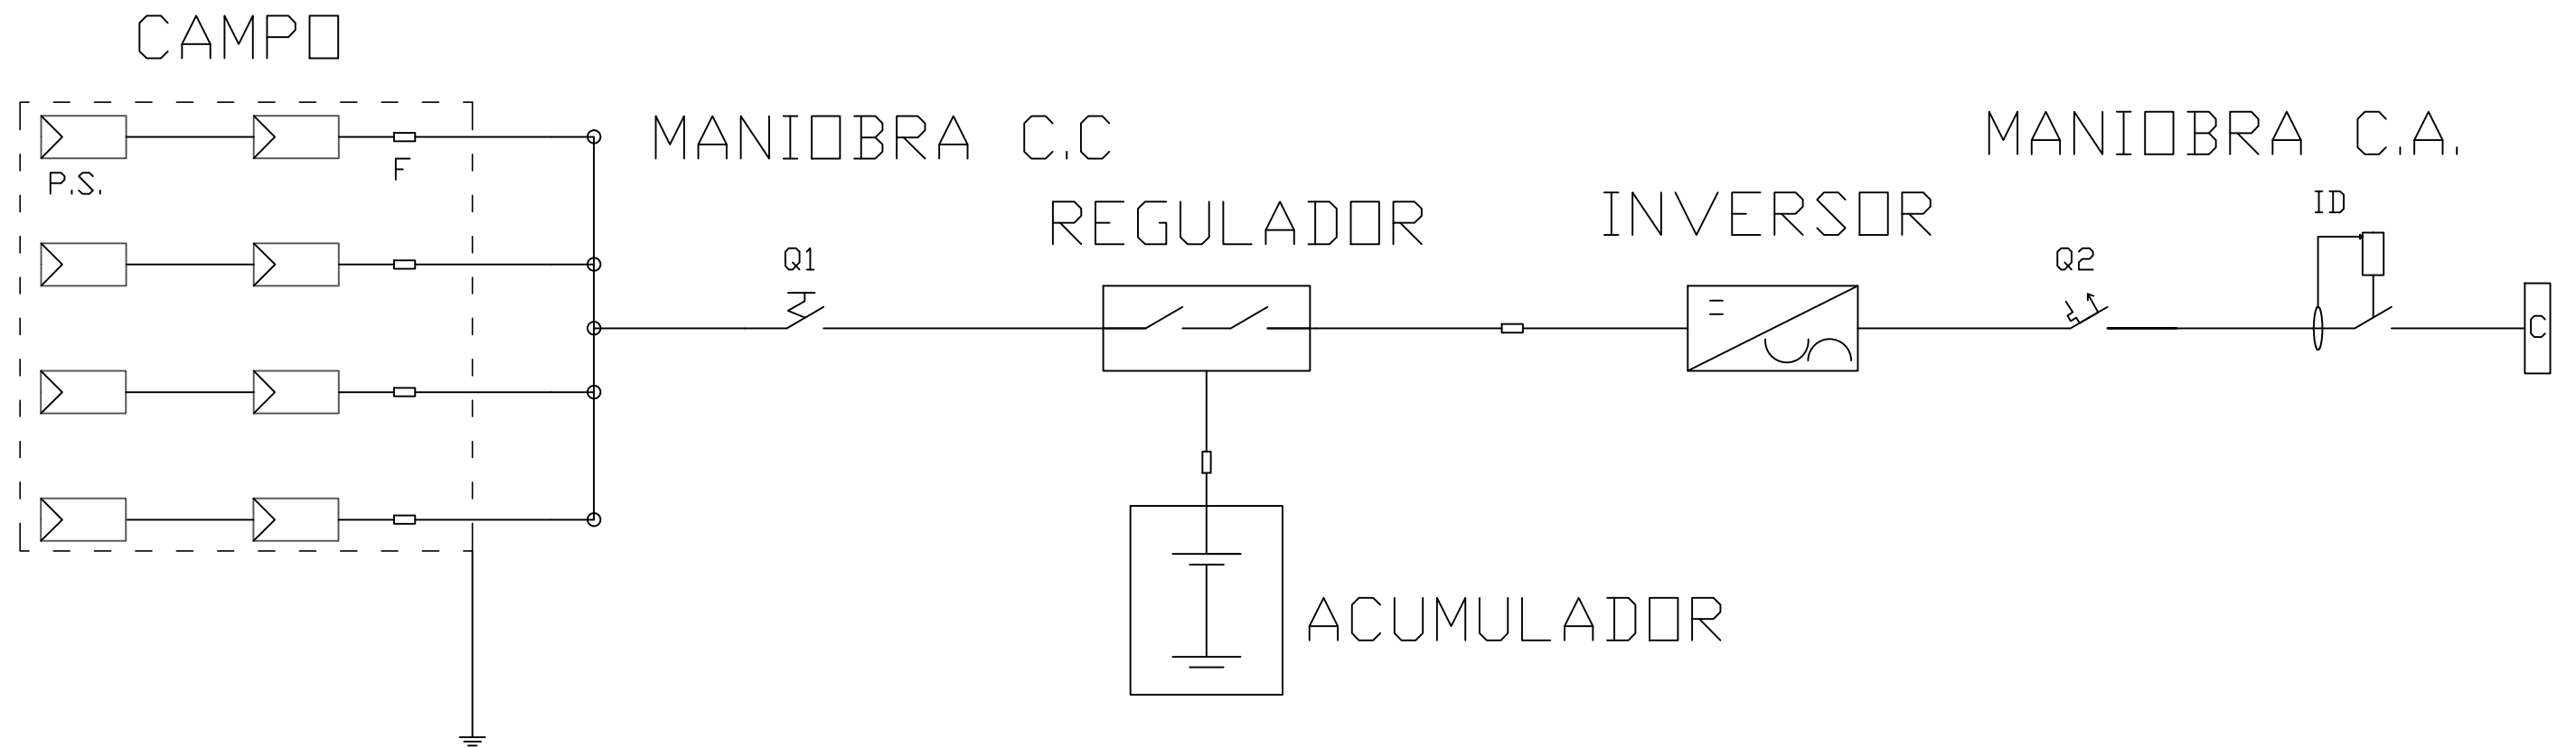 CAMPO
P.S.
F
MANIOBRA C.C
Q1
REGULADOR
ACUMULADOR
INVERSOR
MANIOBRA C.A.
Q2
ID
C